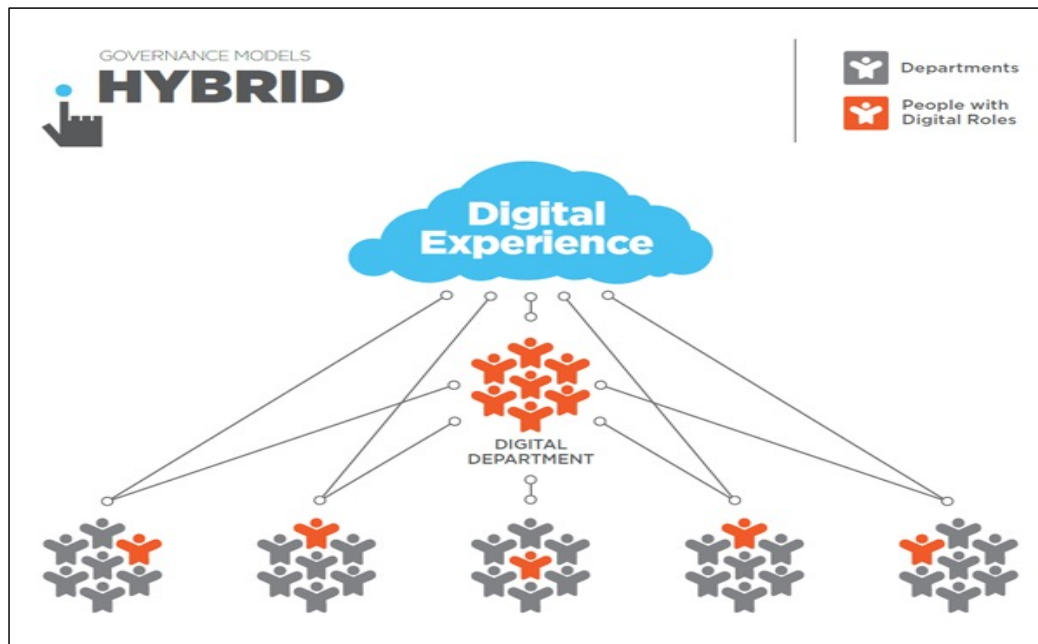 GOVERNANCE MODELS
HYBRID
Departments
People with
Digital Roles
Digital
Experience
DIGITAL
DEPARTMENT